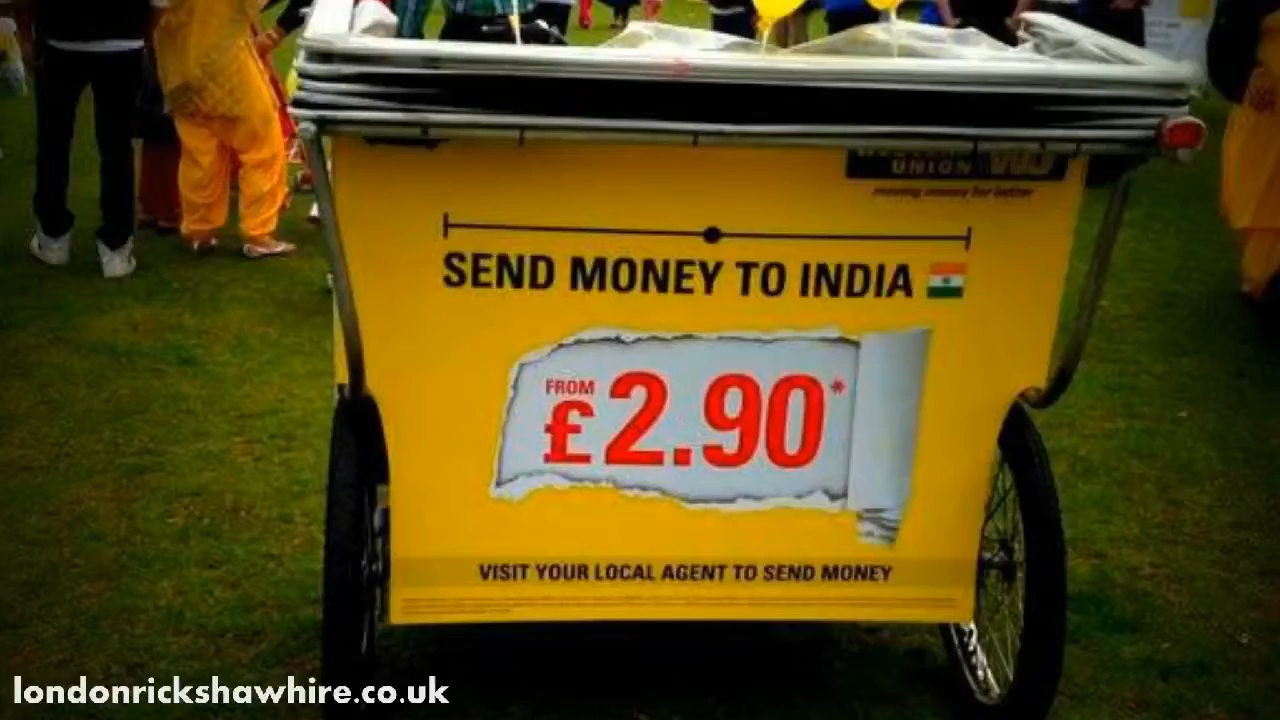 UNION WU
moving money for better
SEND MONEY TO INDIA
FROM
£2.90*
VISIT YOUR LOCAL AGENT TO SEND MONEY
londonrickshawhire.co.uk